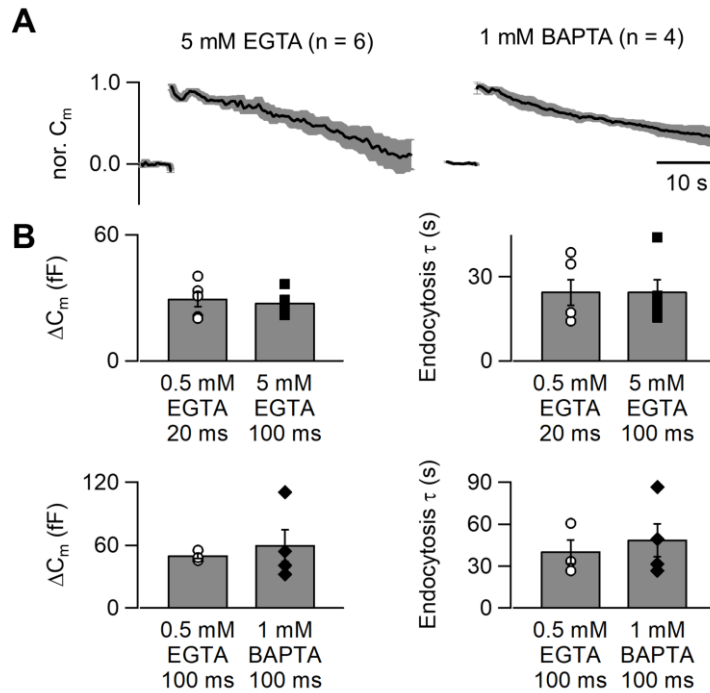 A
5 mM EGTA (n = 6)
1 mM BAPTA (n = 4)
nor. Cm
1.0
0.0
10 s
B
ΔCm (fF)
60
0
0.5 mM
EGTA
20 ms
5 mM
EGTA
100 ms
Endocytosis τ (s)
30
0
0.5 mM
EGTA
20 ms
5 mM
EGTA
100 ms
ΔCm (fF)
120
60
0
0.5 mM
EGTA
100 ms
1 mM
BAPTA
100 ms
Endocytosis τ (s)
90
60
30
0
0.5 mM
EGTA
100 ms
1 mM
BAPTA
100 ms